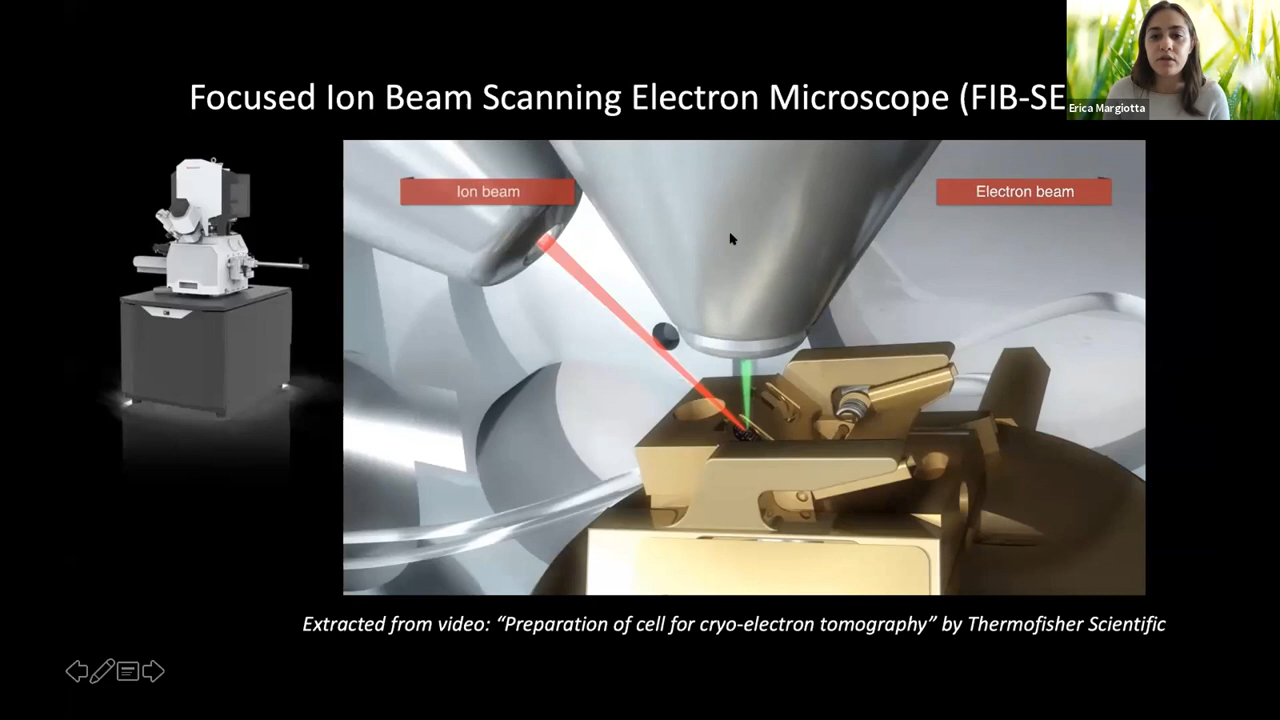 Focused Ion Beam Scanning Electron Microscope (FIB-SE
Erica Margiotta
Ion beam
Electron beam
Extracted from video: “Preparation of cell for cryo-electron tomography” by Thermofisher Scientific